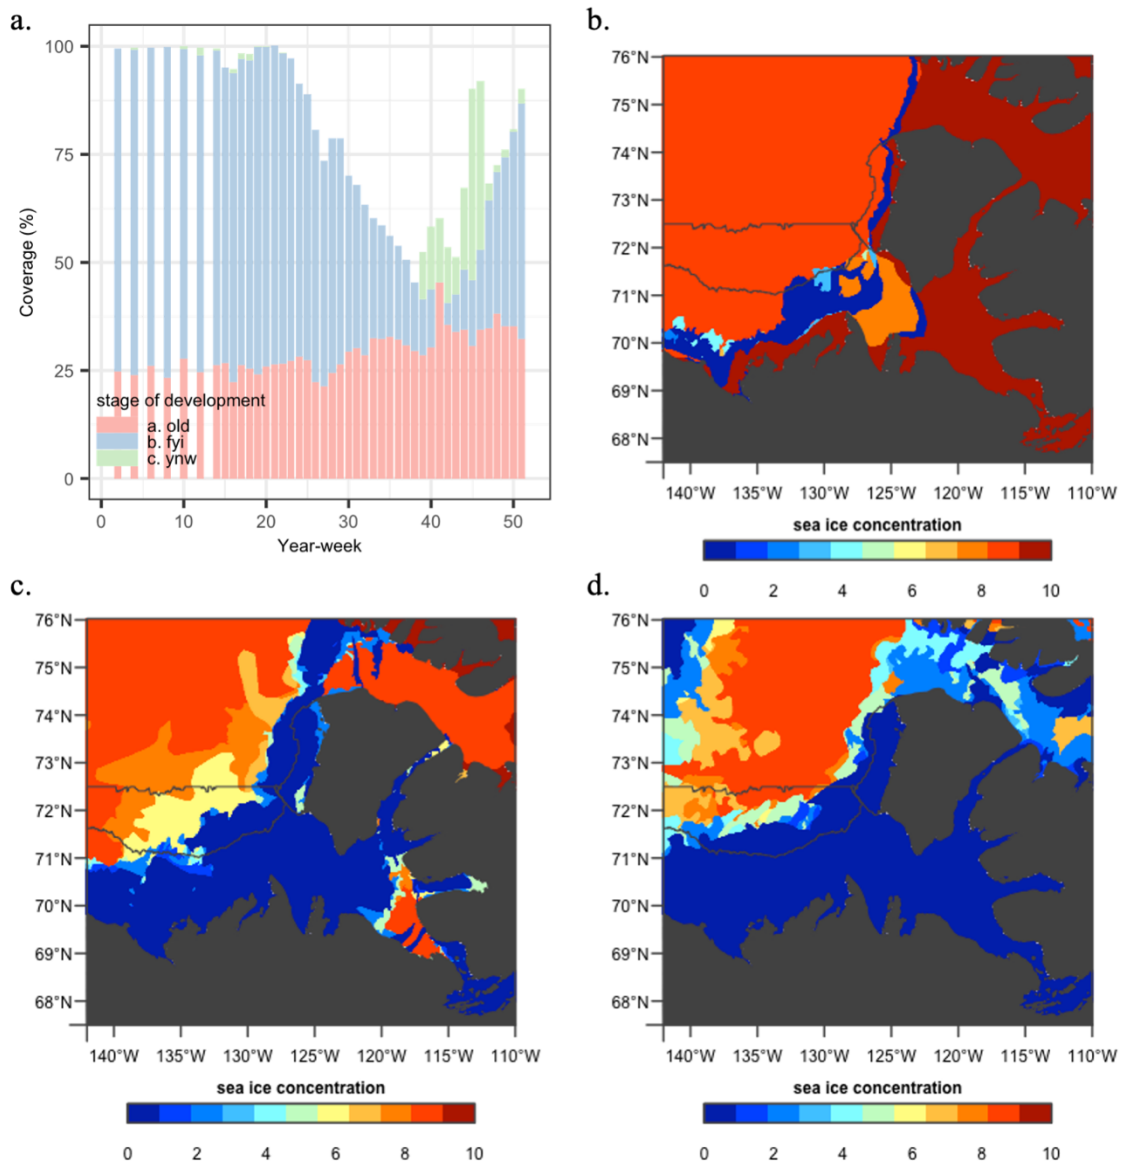 a.
100
75
50
25
0
Coverage (%)
stage of development
a. old
b. fyi
c. ynw
0 10 20 30 40 50
Year-week
b.
76°N
75°N
74°N
73°N
72°N
71°N
70°N
69°N
68°N
140°W 135°W 130°W 125°W 120°W 115°W 110°W
sea ice concentration
0 2 4 6 8 10
c.
76°N
75°N
74°N
73°N
72°N
71°N
70°N
69°N
68°N
140°W 135°W 130°W 125°W 120°W 115°W 110°W
sea ice concentration
0 2 4 6 8 10
d.
76°N
75°N
74°N
73°N
72°N
71°N
70°N
69°N
68°N
140°W 135°W 130°W 125°W 120°W 115°W 110°W
sea ice concentration
0 2 4 6 8 10